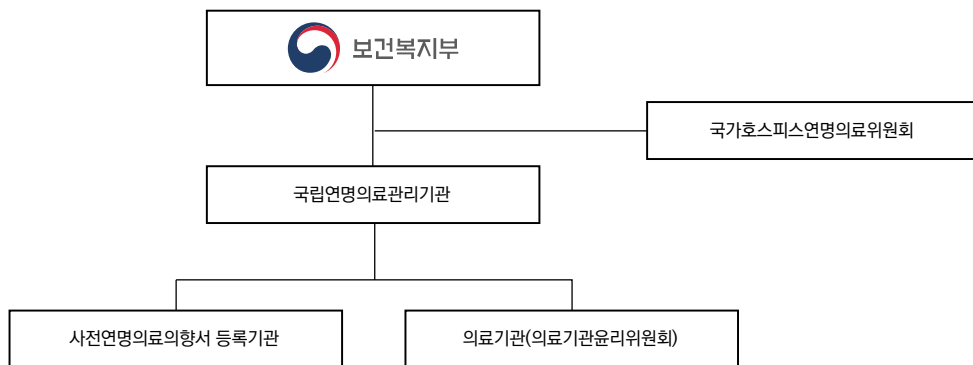 보건복지부
국가호스피스연명의료위원회
국립연명의료관리기관
사전연명의료의향서 등록기관
의료기관(의료기관윤리위원회)